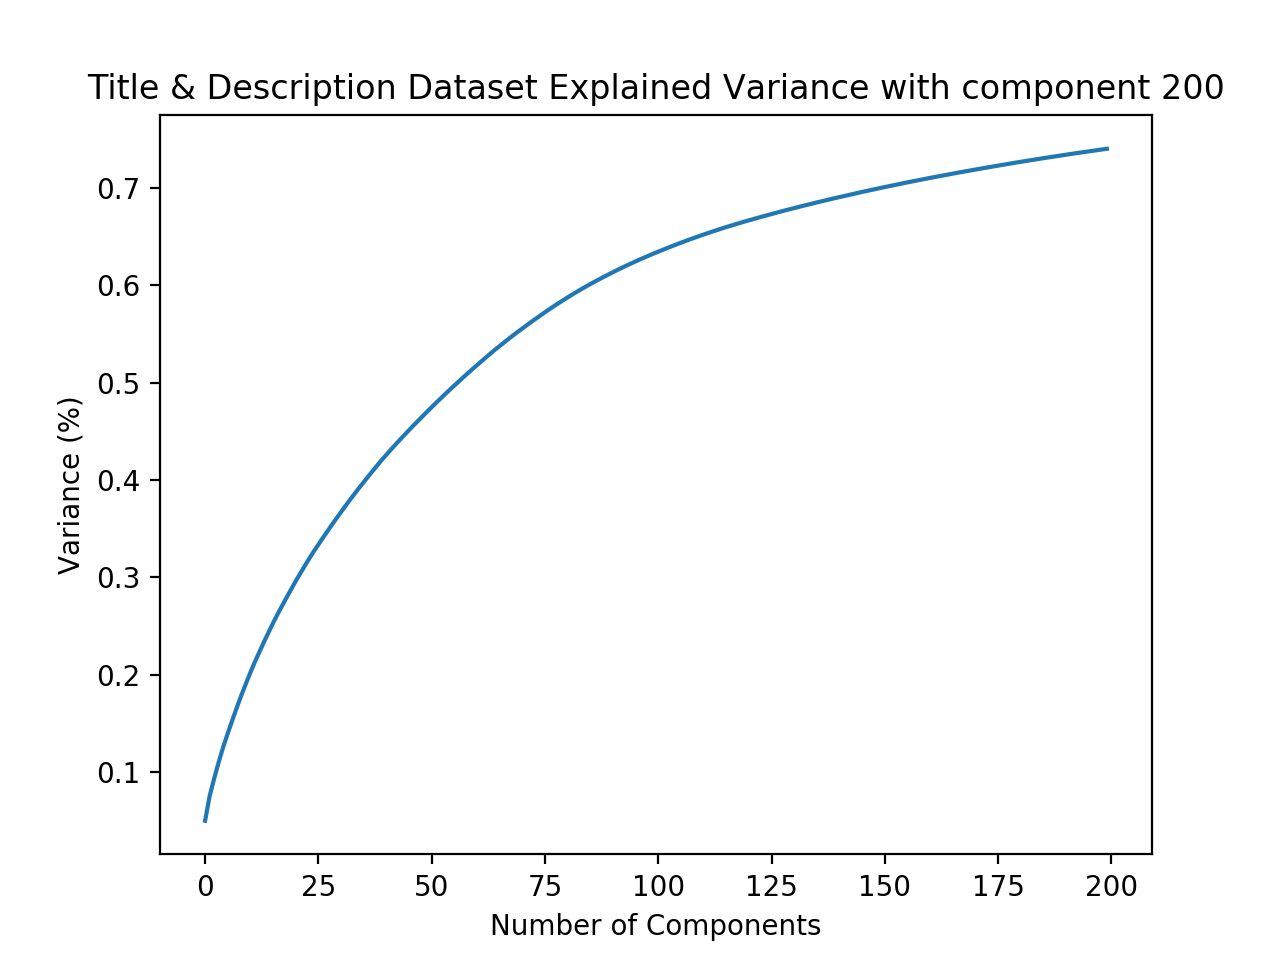 Title & Description Dataset Explained Variance with component 200
Variance (%)
0.7
0.6
0.5
0.4
0.3
0.2
0.1
0 25 50 75 100 125 150 175 200
Number of Components